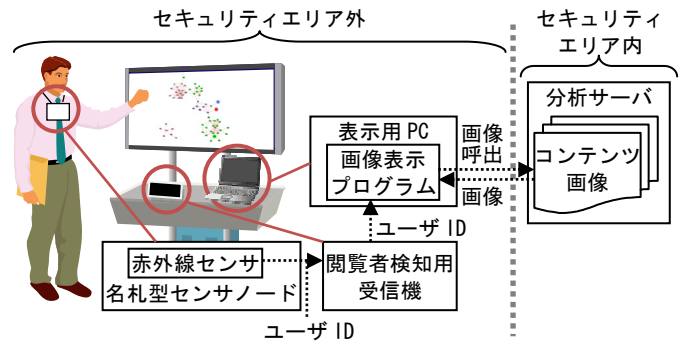 セキュリティエリア外
セキュリティ
エリア内
分析サーバ
コンテンツ
画像
表示用PC
画像表示
プログラム
画像
呼出
画像
ユーザID
赤外線センサ
名札型センサノード
閲覧者検知用
受信機
ユーザID